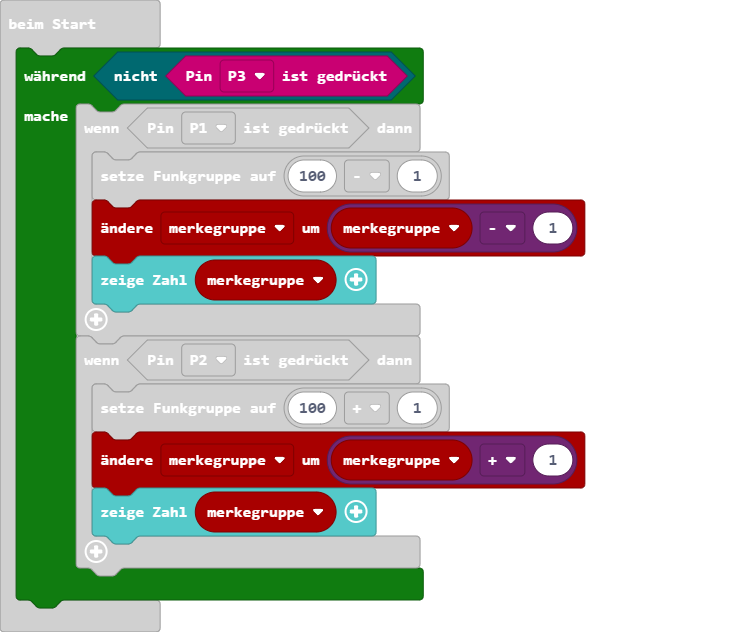 beim Start
während nicht Pin P3 ist gedrückt
mache
wenn Pin P1 ist gedrückt dann
setze Funkgruppe auf 100 - 1
ändere merkegruppe um merkegruppe - 1
zeige Zahl merkegruppe
wenn Pin P2 ist gedrückt dann
setze Funkgruppe auf 100 + 1
ändere merkegruppe um merkegruppe + 1
zeige Zahl merkegruppe